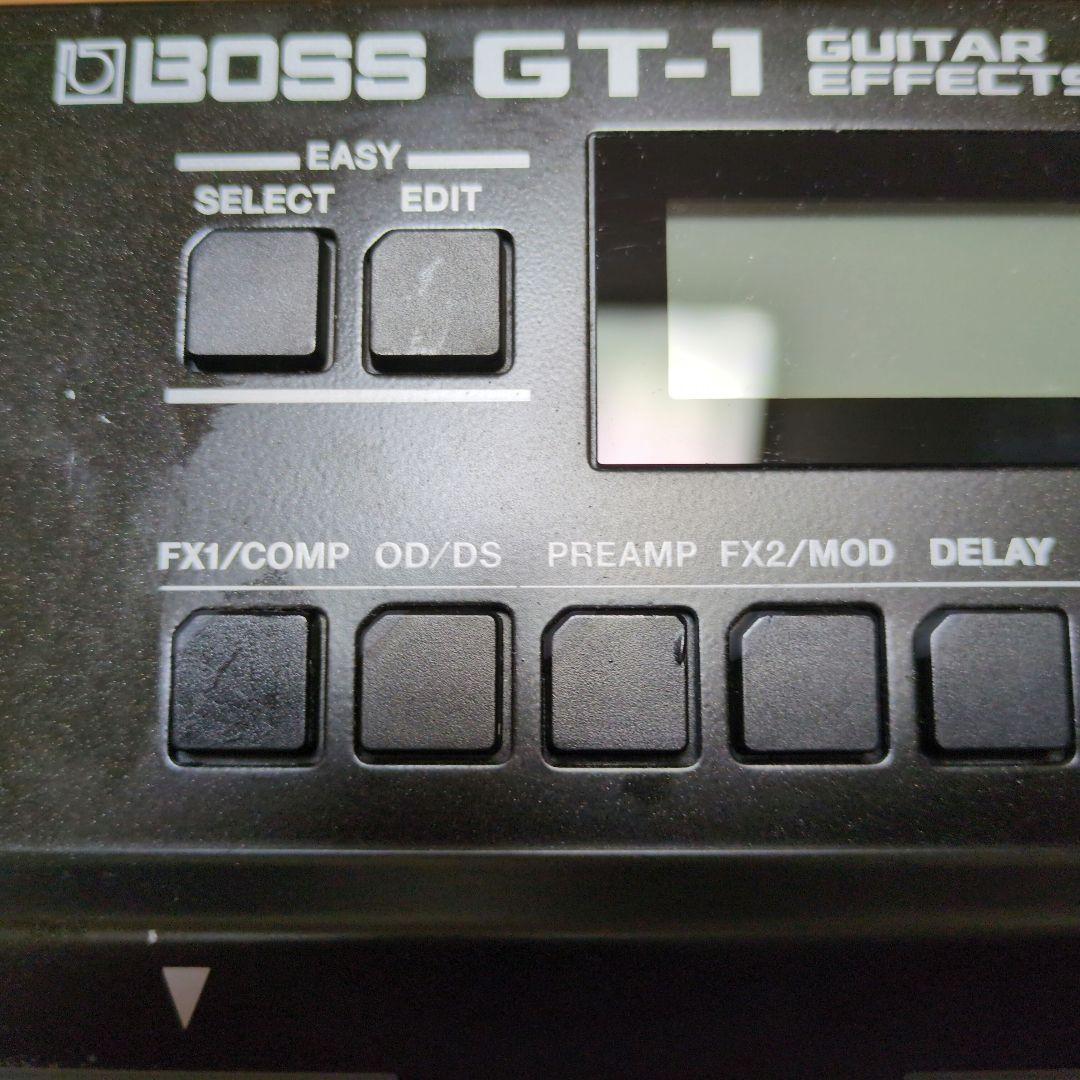 BOSS GT-1 GUITAR EFFECTS
EASY
SELECT EDIT
FX1/COMP OD/DS PREAMP FX2/MOD DELAY